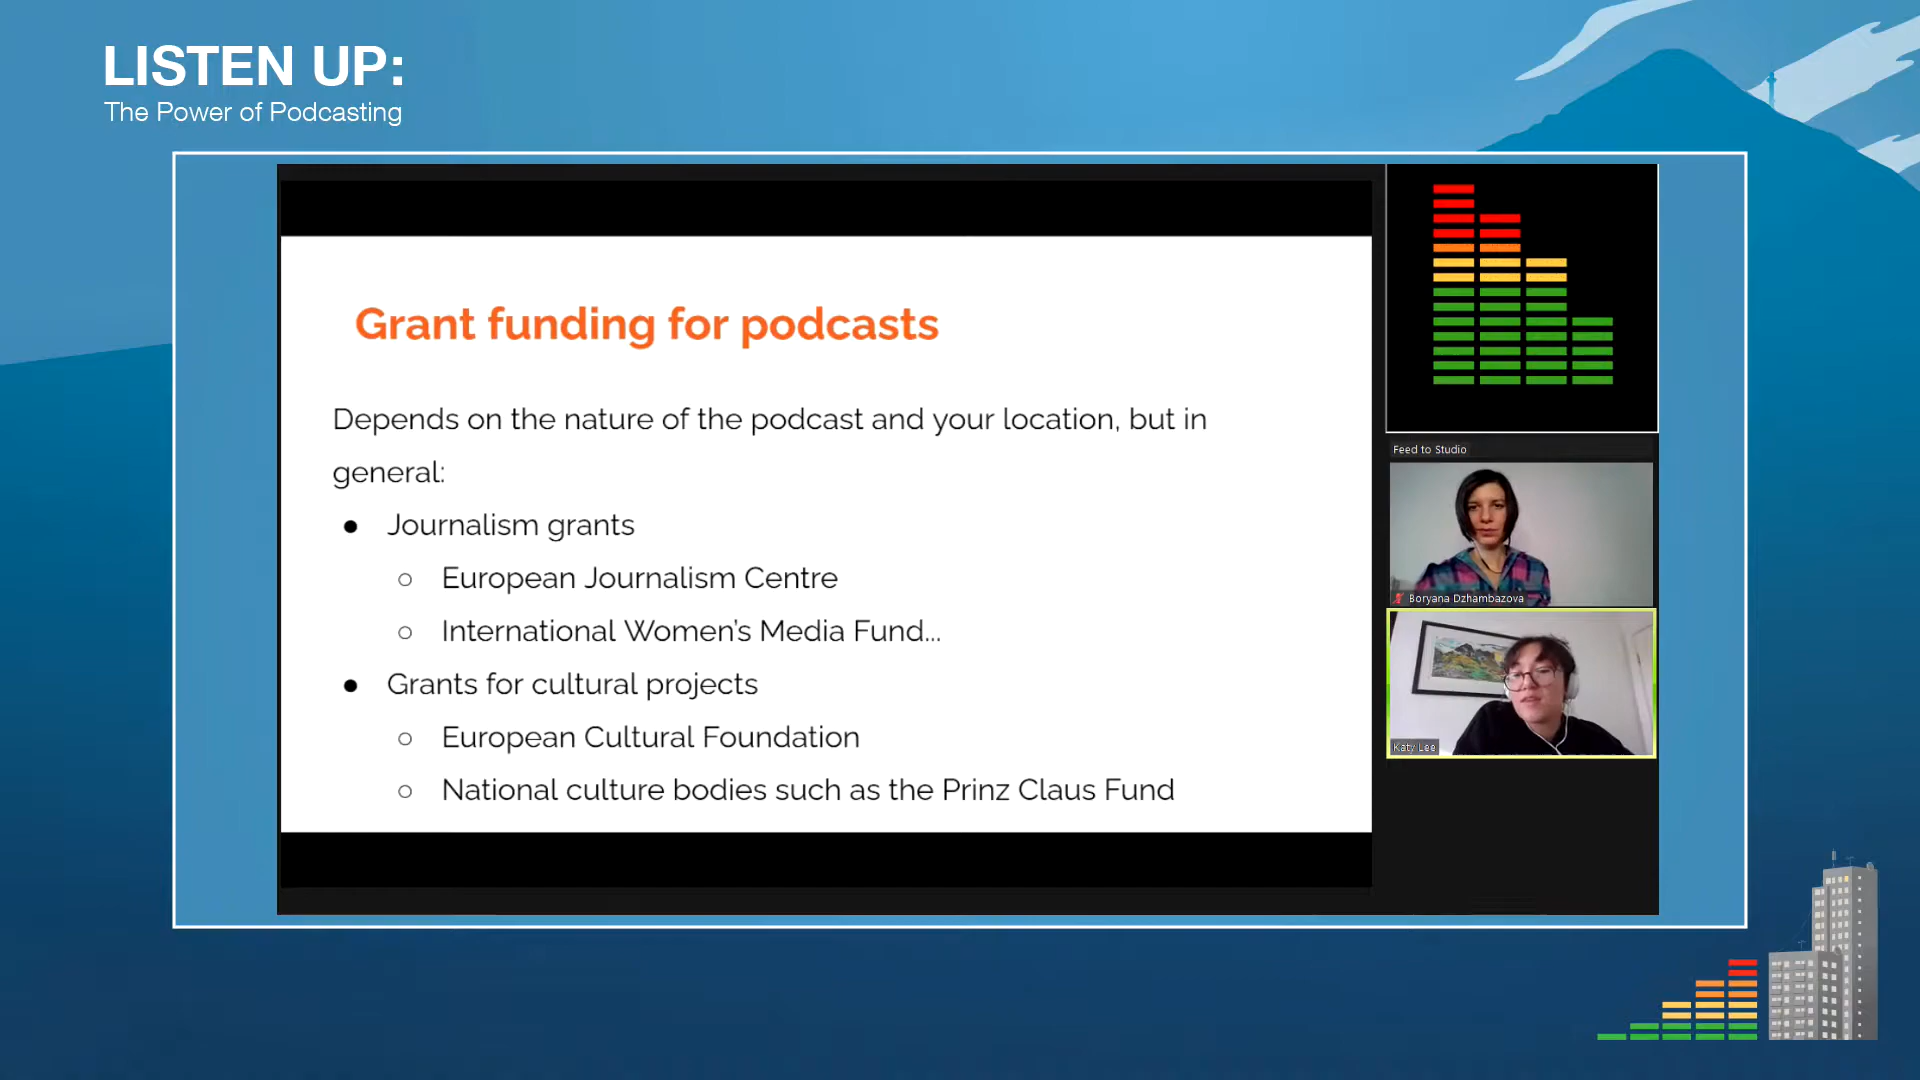 LISTEN UP:
The Power of Podcasting
Grant funding for podcasts
Depends on the nature of the podcast and your location, but in
general:
● Journalism grants
○ European Journalism Centre
○ International Women's Media Fund...
● Grants for cultural projects
○ European Cultural Foundation
○ National culture bodies such as the Prinz Claus Fund
Feed to Studio
Boryana Dzhambazova
Katy Lee